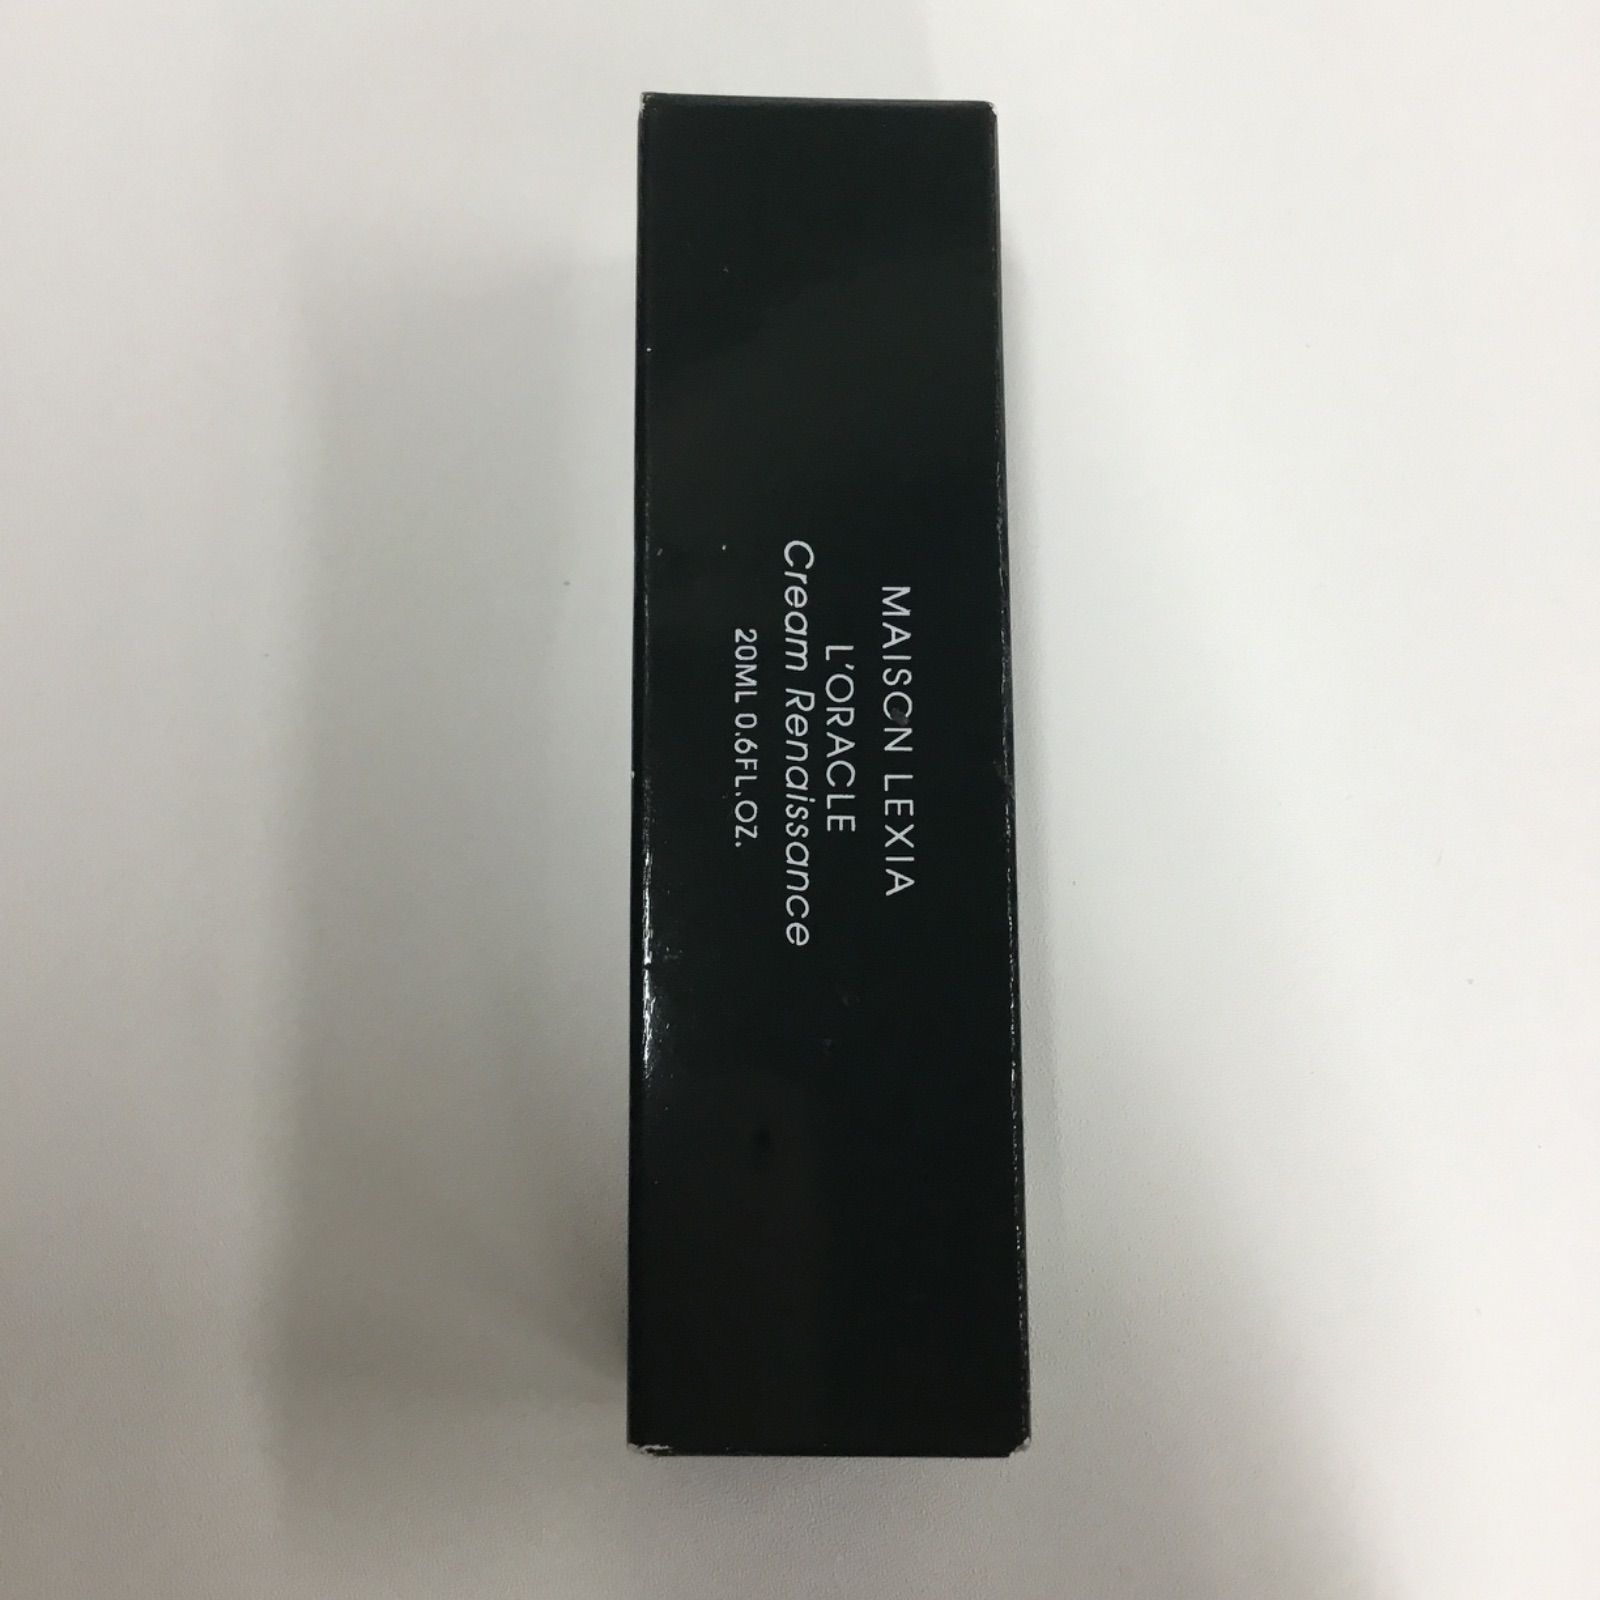 MAISON LEXIA
L'ORACLE
Cream Renaissance
20ML 0.6FL.OZ.